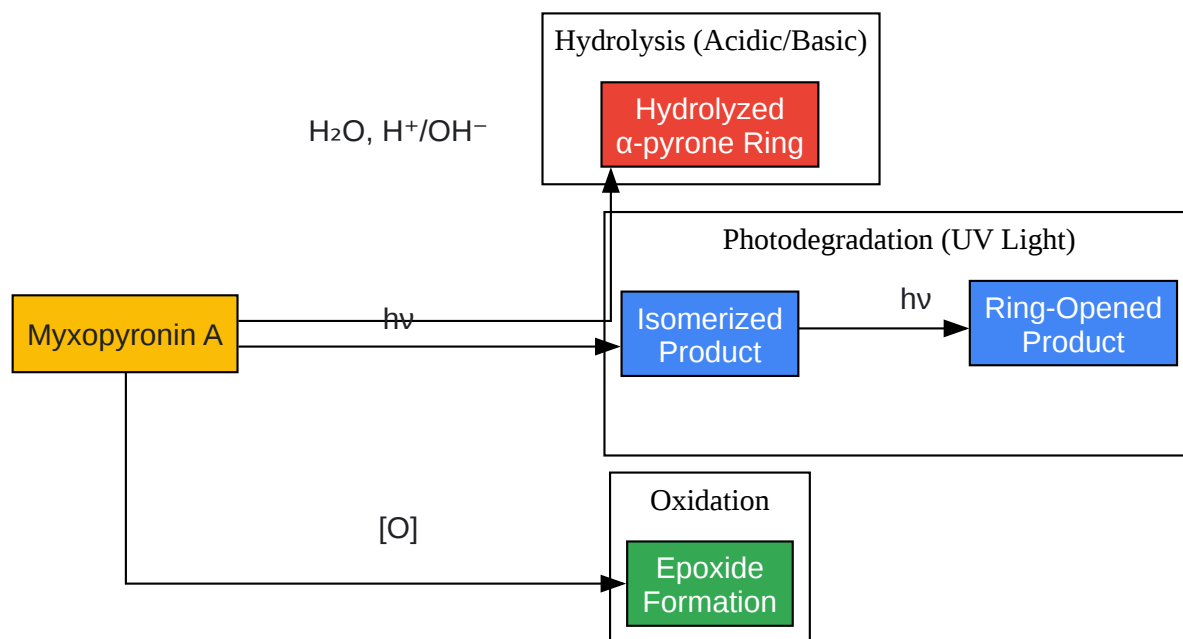 Hydrolysis (Acidic/Basic)
Hydrolyzed
α-pyrone Ring
H₂O, H⁺/OH⁻
Photodegradation (UV Light)
Myxopyronin A
hν
Isomerized
Product
hν
Ring-Opened
Product
Oxidation
[O]
Epoxide
Formation